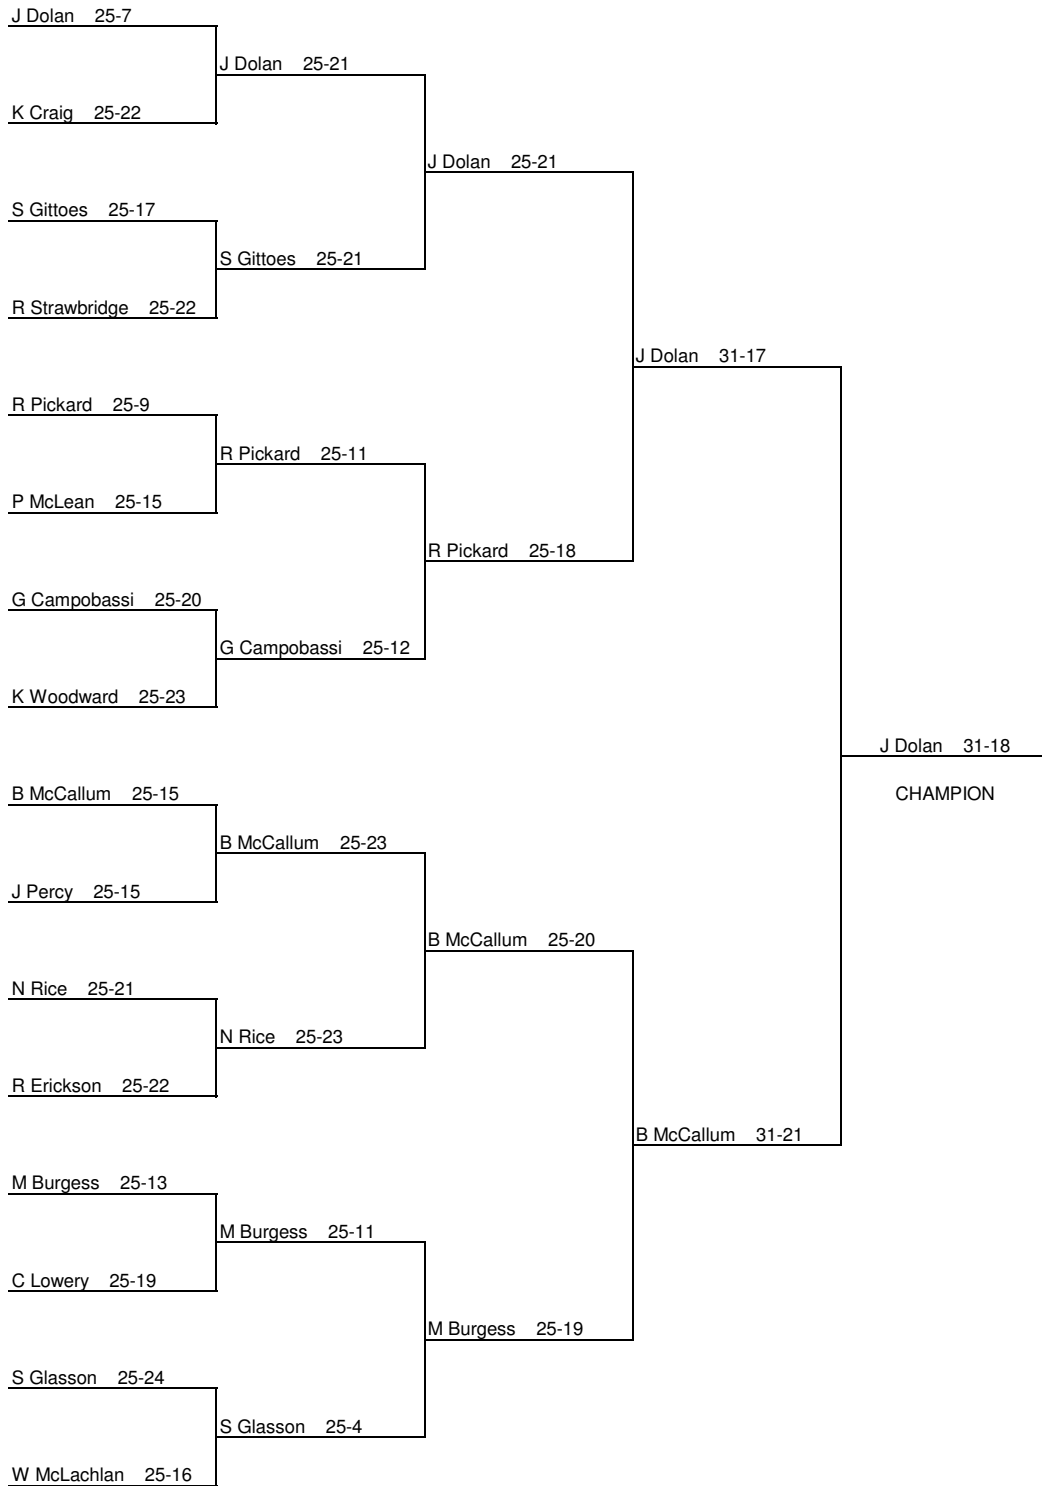 J Dolan 25-7
J Dolan 25-21
K Craig 25-22
J Dolan 25-21
S Gittoes 25-17
S Gittoes 25-21
R Strawbridge 25-22
J Dolan 31-17
R Pickard 25-9
R Pickard 25-11
P McLean 25-15
R Pickard 25-18
G Campobassi 25-20
G Campobassi 25-12
K Woodward 25-23
J Dolan 31-18
B McCallum 25-15
CHAMPION
B McCallum 25-23
J Percy 25-15
B McCallum 25-20
N Rice 25-21
N Rice 25-23
R Erickson 25-22
B McCallum 31-21
M Burgess 25-13
M Burgess 25-11
C Lowery 25-19
M Burgess 25-19
S Glasson 25-24
S Glasson 25-4
W McLachlan 25-16